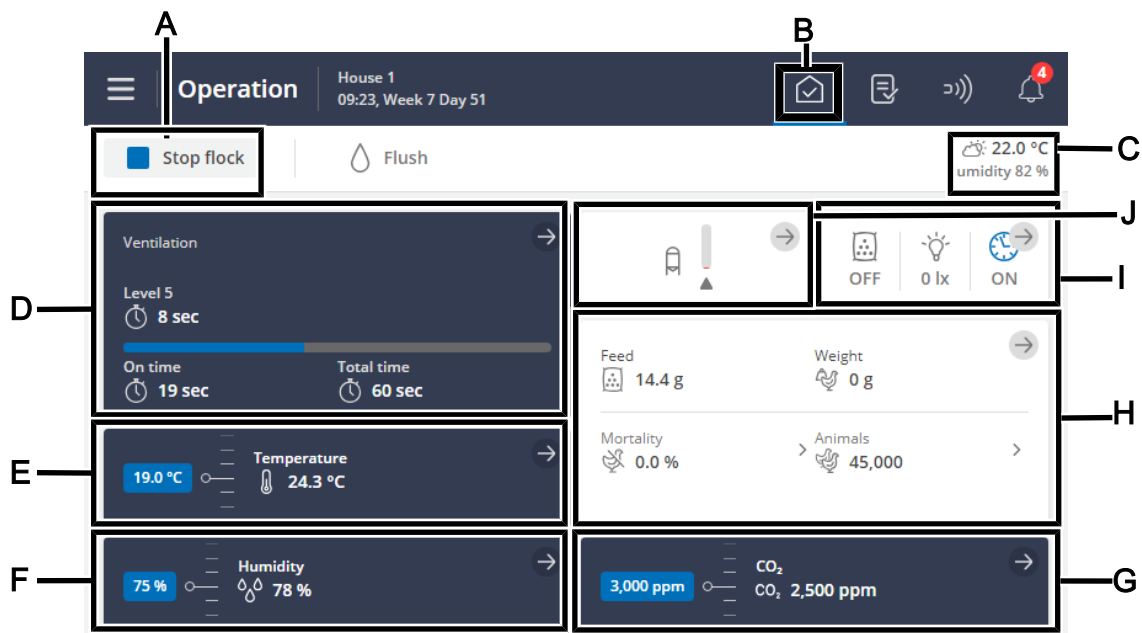 A
B
Operation
House 1
09:23, Week 7 Day 51
4
Stop flock
Flush
22.0 °C
umidity 82 %
C
J
Ventilation
Level 5
8 sec
On time
19 sec
Total time
60 sec
D
OFF
0 lx
ON
I
Feed
14.4 g
Weight
0 g
Mortality
0.0 %
Animals
45,000
H
E
19.0 °C
Temperature
24.3 °C
F
75 %
Humidity
78 %
3,000 ppm
CO₂
CO₂ 2,500 ppm
G